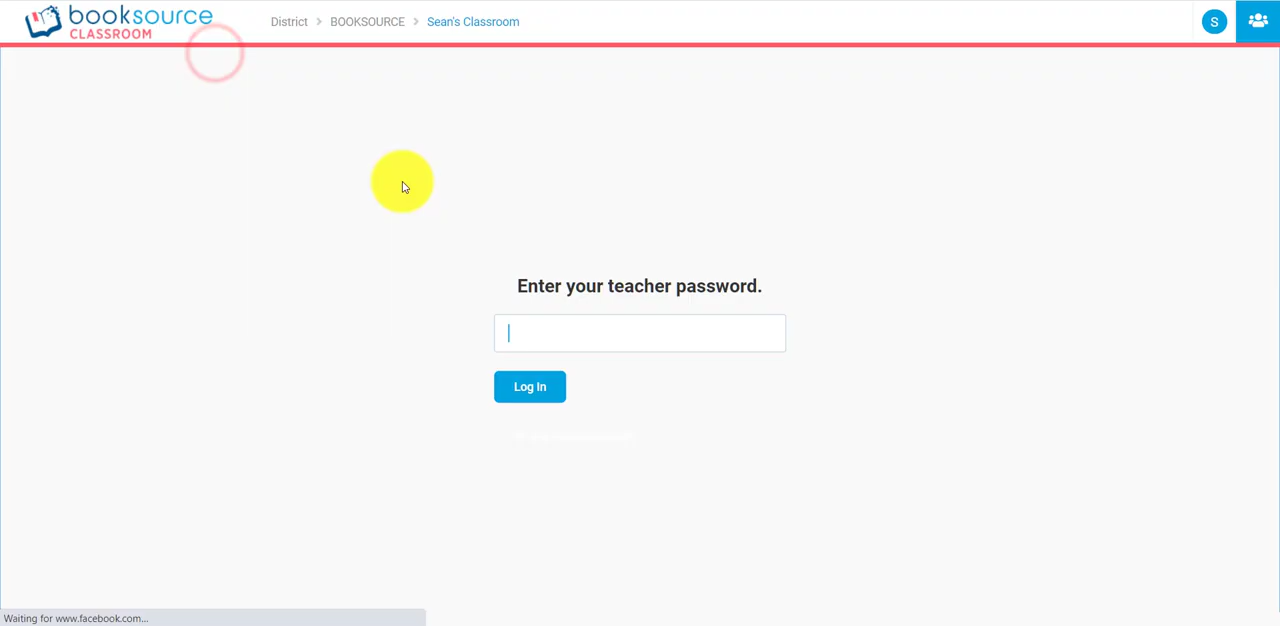 booksource
CLASSROOM
District > BOOKSOURCE > Sean's Classroom
S
Enter your teacher password.
Log In
Waiting for www.facebook.com...